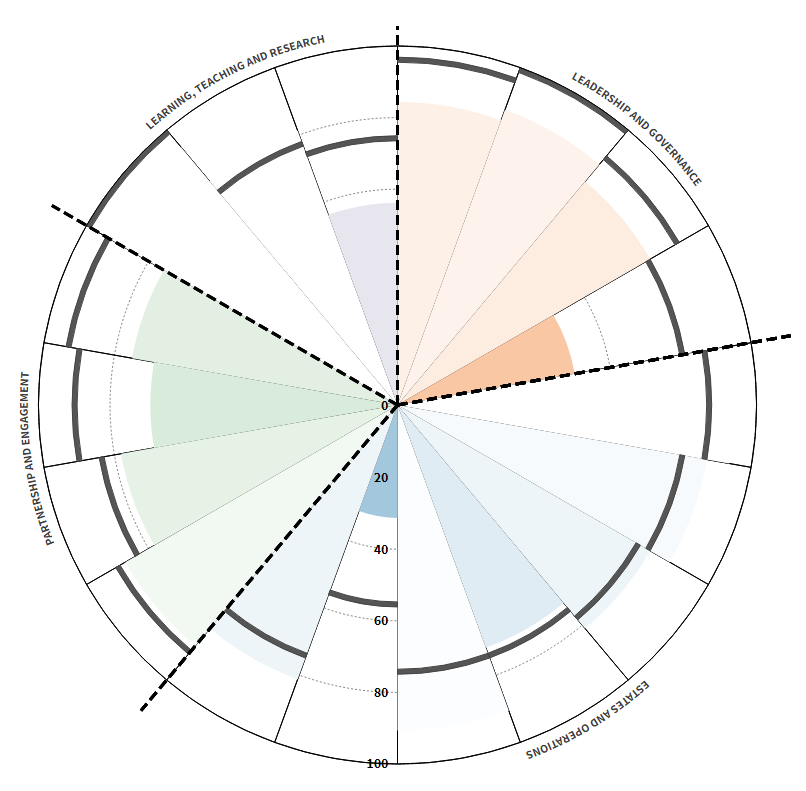 LEARNING, TEACHING AND RESEARCH
LEADERSHIP AND GOVERNANCE
PARTNERSHIP AND ENGAGEMENT
0
20
40
60
80
100
ESTATES AND OPERATIONS